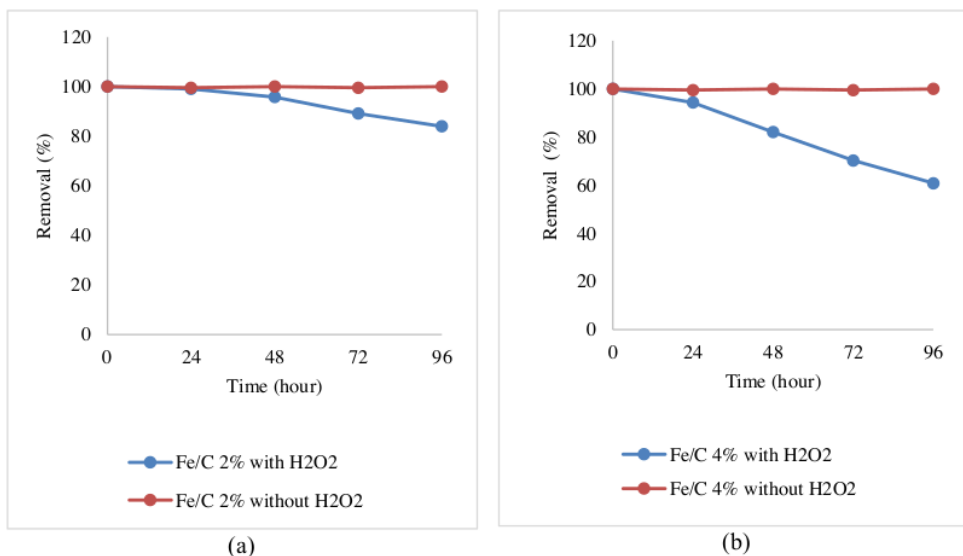 120
100
80
60
40
20
0
Removal (%)
0 24 48 72 96
Time (hour)
Fe/C 2% with H2O2
Fe/C 2% without H2O2
(a)
120
100
80
60
40
20
0
Removal (%)
0 24 48 72 96
Time (hour)
Fe/C 4% with H2O2
Fe/C 4% without H2O2
(b)